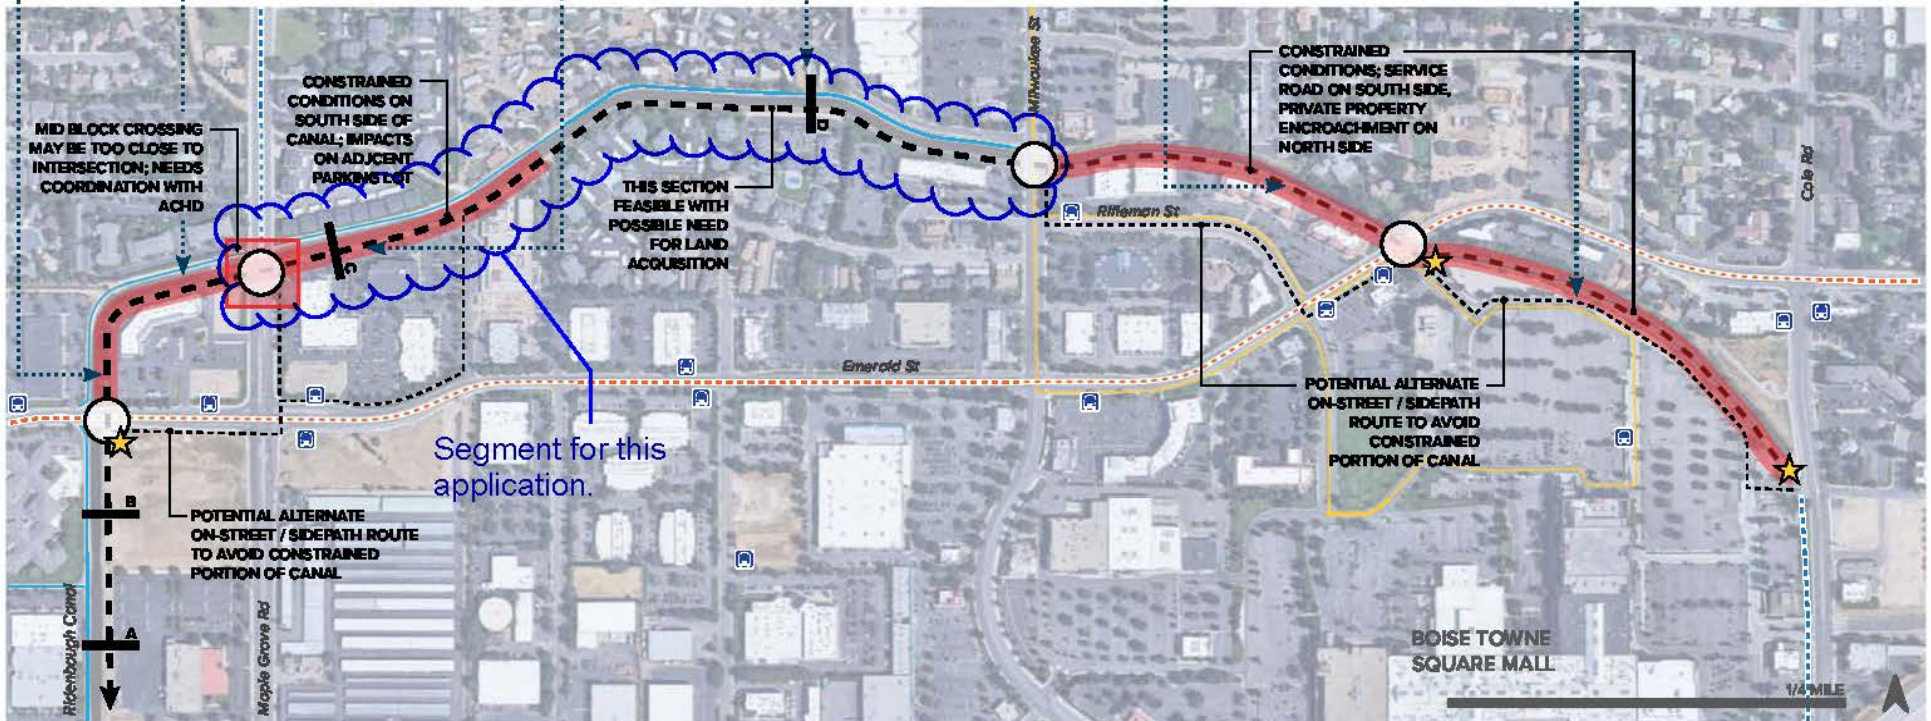 MID BLOCK CROSSING
MAY BE TOO CLOSE TO
INTERSECTION; NEEDS
COORDINATION WITH
ACHD
CONSTRAINED
CONDITIONS ON
SOUTH SIDE OF
CANAL; IMPACTS
ON ADJCENT
PARKING LOT
THIS SECTION
FEASIBLE WITH
POSSIBLE NEED
FOR LAND
ACQUISITION
CONSTRAINED
CONDITIONS; SERVICE
ROAD ON SOUTH SIDE,
PRIVATE PROPERTY
ENCROACHMENT ON
NORTH SIDE
Milwaukee St
Cole Rd
Rifleman St
Emerald St
C
D
Segment for this
application.
POTENTIAL ALTERNATE
ON-STREET / SIDEPATH
ROUTE TO AVOID
CONSTRAINED
PORTION OF CANAL
B
A
POTENTIAL ALTERNATE
ON-STREET / SIDEPATH ROUTE
TO AVOID CONSTRAINED
PORTION OF CANAL
Ridenbaugh Canal
Maple Grove Rd
BOISE TOWNE
SQUARE MALL
1/4 MILE